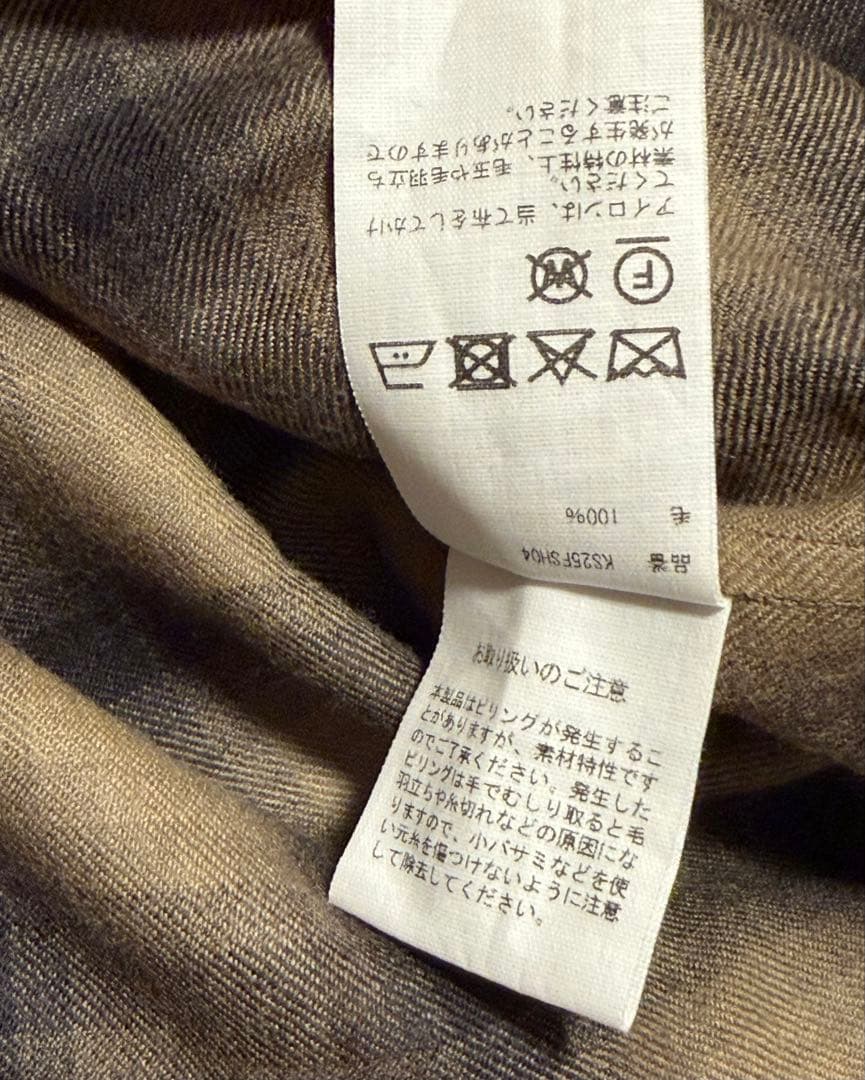 品番 KS25FSH04
毛 100%
F
W
アイロンは、当て布をしてかけ
てください。
素材の特性上、毛玉や毛羽立ち
が発生することがありますので
ご注意ください。
お取り扱いのご注意
本製品はピリングが発生するこ
とがありますが、素材特性です
のでご了承ください。発生した
ピリングは手でむしり取ると毛
羽立ちや糸切れなどの原因にな
りますので、小バサミなどを使
い元糸を傷つけないように注意
して除去してください。